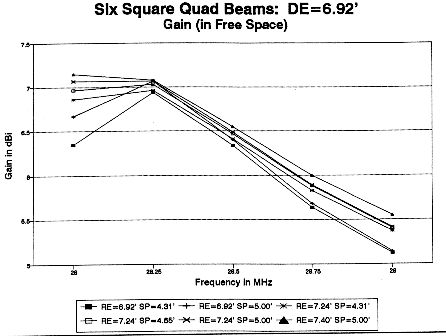 Six Square Quad Beams: DE=6.92'
Gain (in Free Space)
7.5
7
6.5
6
5.5
5
Gain in dBi
28 28.25 28.5 28.75 29
Frequency in MHz
RE=6.92' SP=4.31' RE=6.92' SP=5.00' RE=7.24' SP=4.31'
RE=7.24' SP=4.65' RE=7.24' SP=5.00' RE=7.40' SP=5.00'